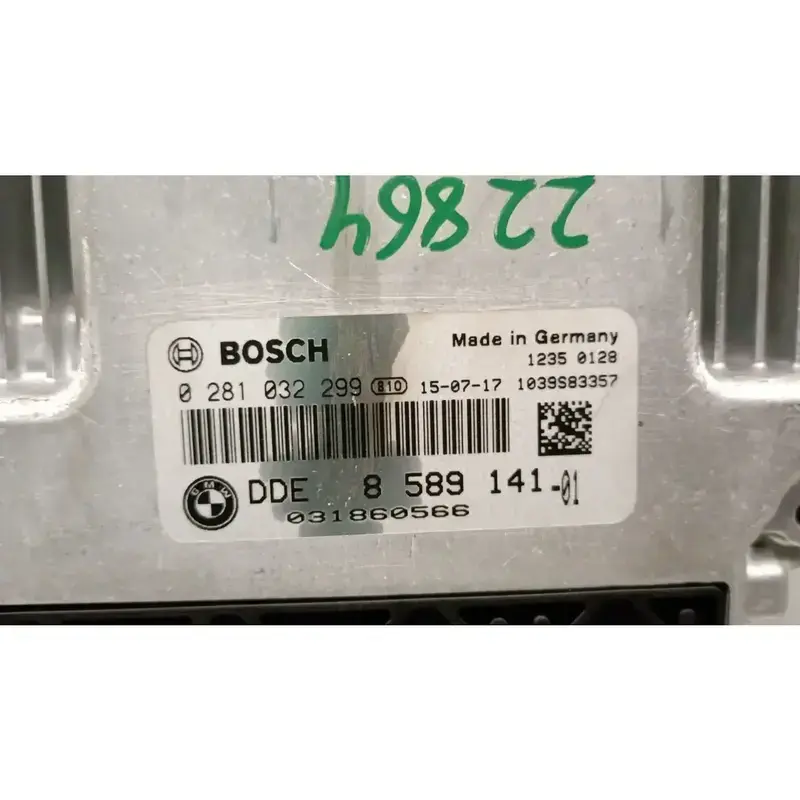 22864
BOSCH
Made in Germany
1235 0128
0 281 032 299 810 15-07-17 1039S83357
BMW
DDE 8 589 141-01
031860566